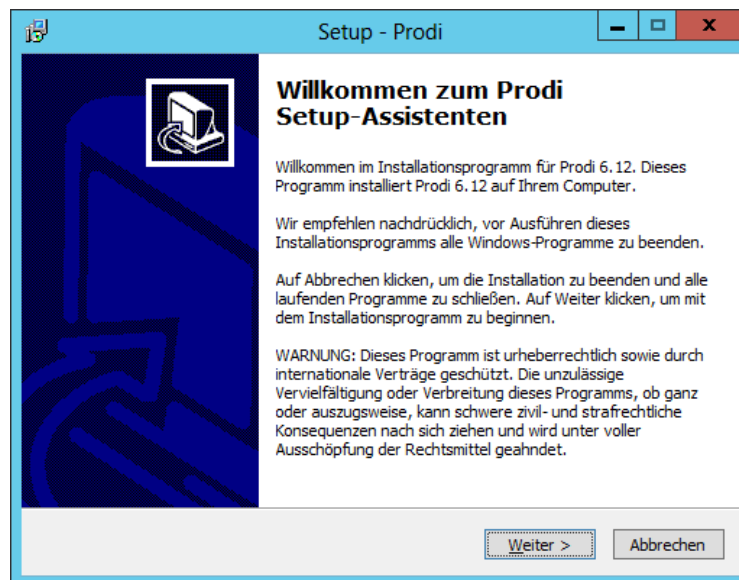 Setup - Prodi
Willkommen zum Prodi
Setup-Assistenten
Willkommen im Installationsprogramm für Prodi 6.12. Dieses
Programm installiert Prodi 6.12 auf Ihrem Computer.
Wir empfehlen nachdrücklich, vor Ausführen dieses
Installationsprogramms alle Windows-Programme zu beenden.
Auf Abbrechen klicken, um die Installation zu beenden und alle
laufenden Programme zu schließen. Auf Weiter klicken, um mit
dem Installationsprogramm zu beginnen.
WARNUNG: Dieses Programm ist urheberrechtlich sowie durch
internationale Verträge geschützt. Die unzulässige
Vervielfältigung oder Verbreitung dieses Programms, ob ganz
oder auszugsweise, kann schwere zivil- und strafrechtliche
Konsequenzen nach sich ziehen und wird unter voller
Ausschöpfung der Rechtsmittel geahndet.
Weiter > Abbrechen